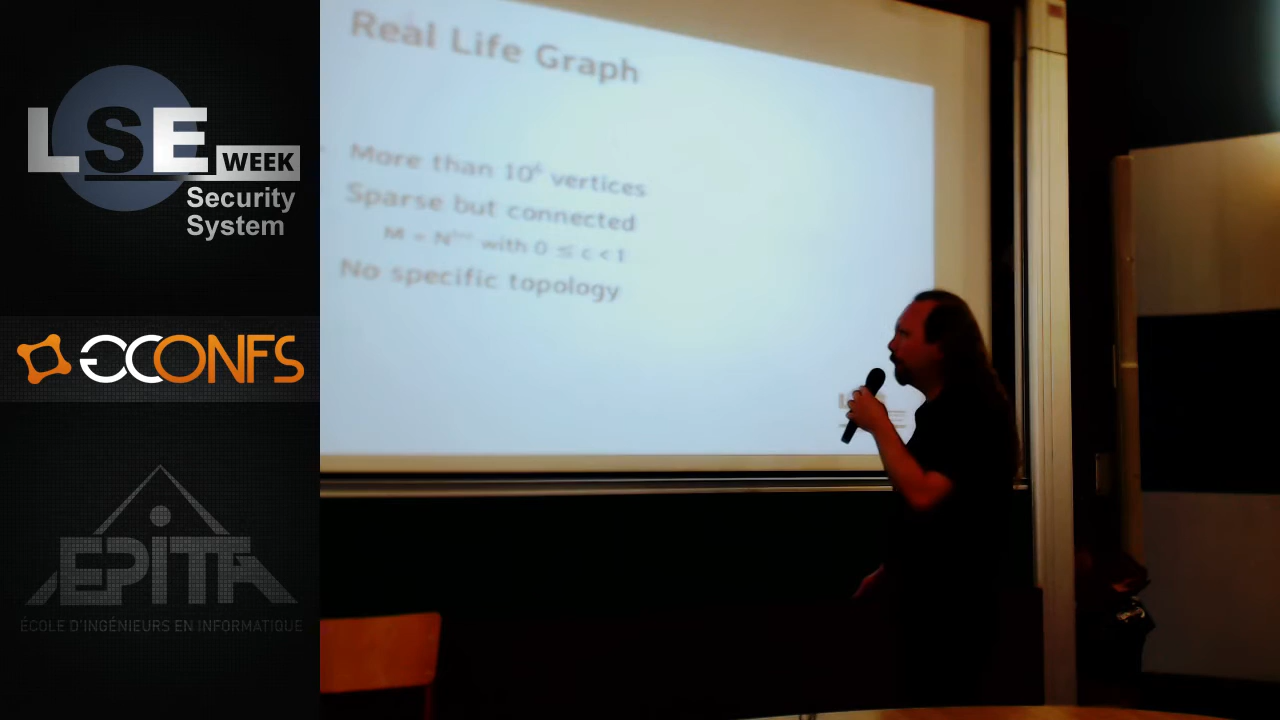 LSE WEEK
Security
System
GCONFS
EPITA
ÉCOLE D'INGÉNIEURS EN INFORMATIQUE
Real Life Graph
More than 10⁶ vertices
Sparse but connected
with 0 ≤ c < 1
No specific topology